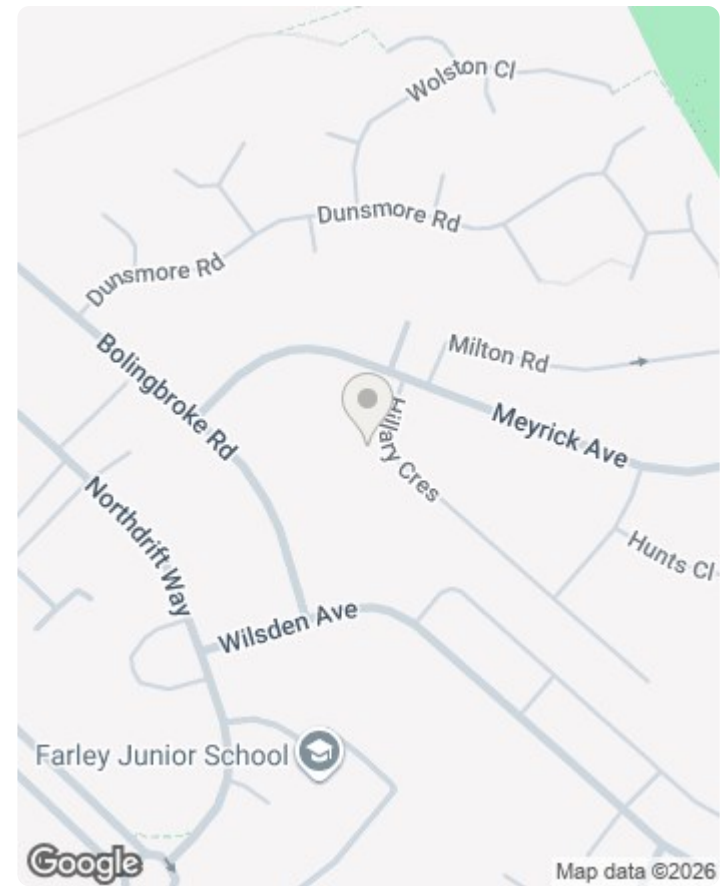 Wolston Cl
Dunsmore Rd
Dunsmore Rd
Bolingbroke Rd
Milton Rd
Hillary Cres
Meyrick Ave
Northdrift Way
Hunts Cl
Wilsden Ave
Farley Junior School
Google
Map data ©2026